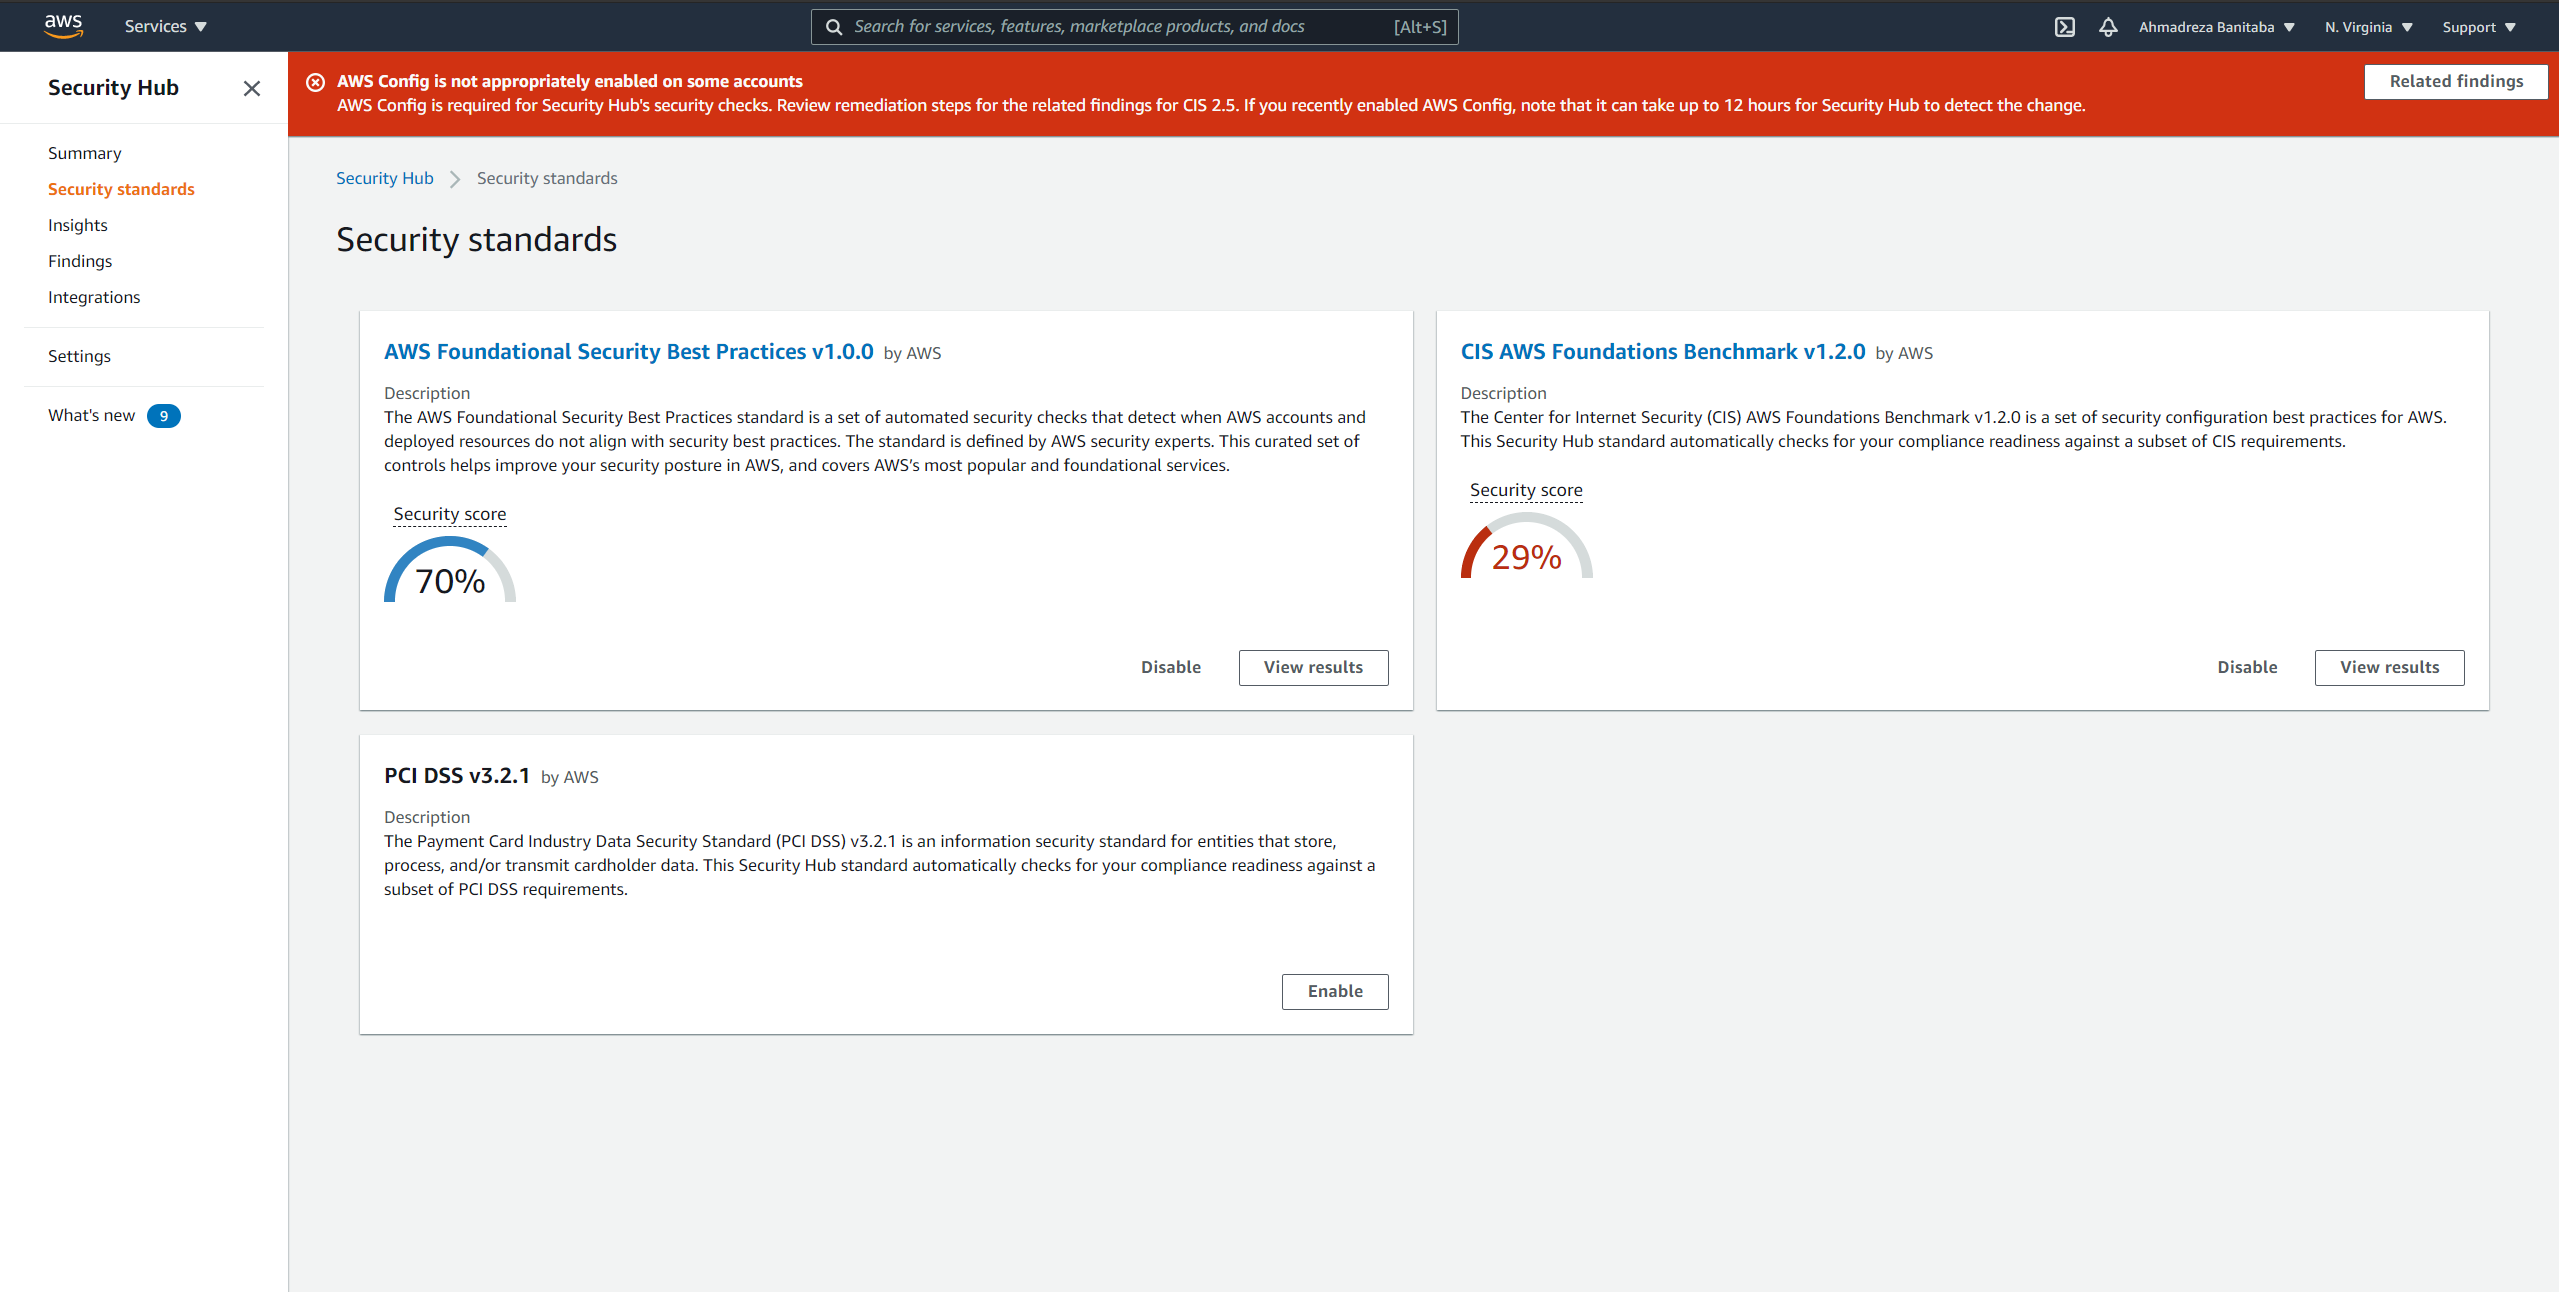 aws
Services
Search for services, features, marketplace products, and docs [Alt+S]
Ahmadreza Banitaba
N. Virginia
Support
Security Hub
Summary
Security standards
Insights
Findings
Integrations
Settings
What's new 9
AWS Config is not appropriately enabled on some accounts
AWS Config is required for Security Hub's security checks. Review remediation steps for the related findings for CIS 2.5. If you recently enabled AWS Config, note that it can take up to 12 hours for Security Hub to detect the change.
Related findings
Security Hub > Security standards
Security standards
AWS Foundational Security Best Practices v1.0.0 by AWS
Description
The AWS Foundational Security Best Practices standard is a set of automated security checks that detect when AWS accounts and
deployed resources do not align with security best practices. The standard is defined by AWS security experts. This curated set of
controls helps improve your security posture in AWS, and covers AWS’s most popular and foundational services.
Security score
70%
Disable
View results
CIS AWS Foundations Benchmark v1.2.0 by AWS
Description
The Center for Internet Security (CIS) AWS Foundations Benchmark v1.2.0 is a set of security configuration best practices for AWS.
This Security Hub standard automatically checks for your compliance readiness against a subset of CIS requirements.
Security score
29%
Disable
View results
PCI DSS v3.2.1 by AWS
Description
The Payment Card Industry Data Security Standard (PCI DSS) v3.2.1 is an information security standard for entities that store,
process, and/or transmit cardholder data. This Security Hub standard automatically checks for your compliance readiness against a
subset of PCI DSS requirements.
Enable